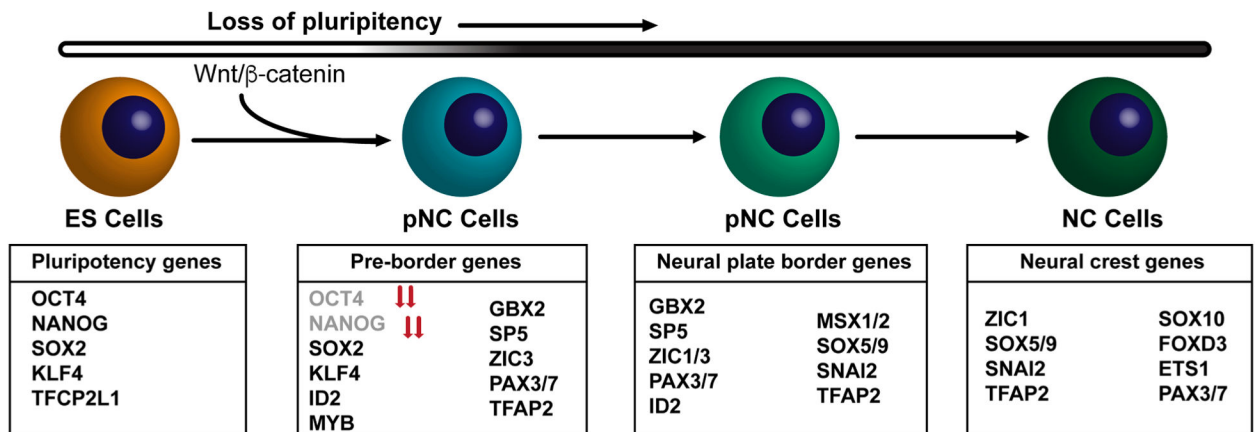 Loss of pluripitency
Wnt/β-catenin
ES Cells
pNC Cells
pNC Cells
NC Cells
Pluripotency genes
OCT4
NANOG
SOX2
KLF4
TFCP2L1
Pre-border genes
OCT4
NANOG
SOX2
KLF4
ID2
MYB
GBX2
SP5
ZIC3
PAX3/7
TFAP2
Neural plate border genes
GBX2
SP5
ZIC1/3
PAX3/7
ID2
MSX1/2
SOX5/9
SNAI2
TFAP2
Neural crest genes
ZIC1
SOX5/9
SNAI2
TFAP2
SOX10
FOXD3
ETS1
PAX3/7